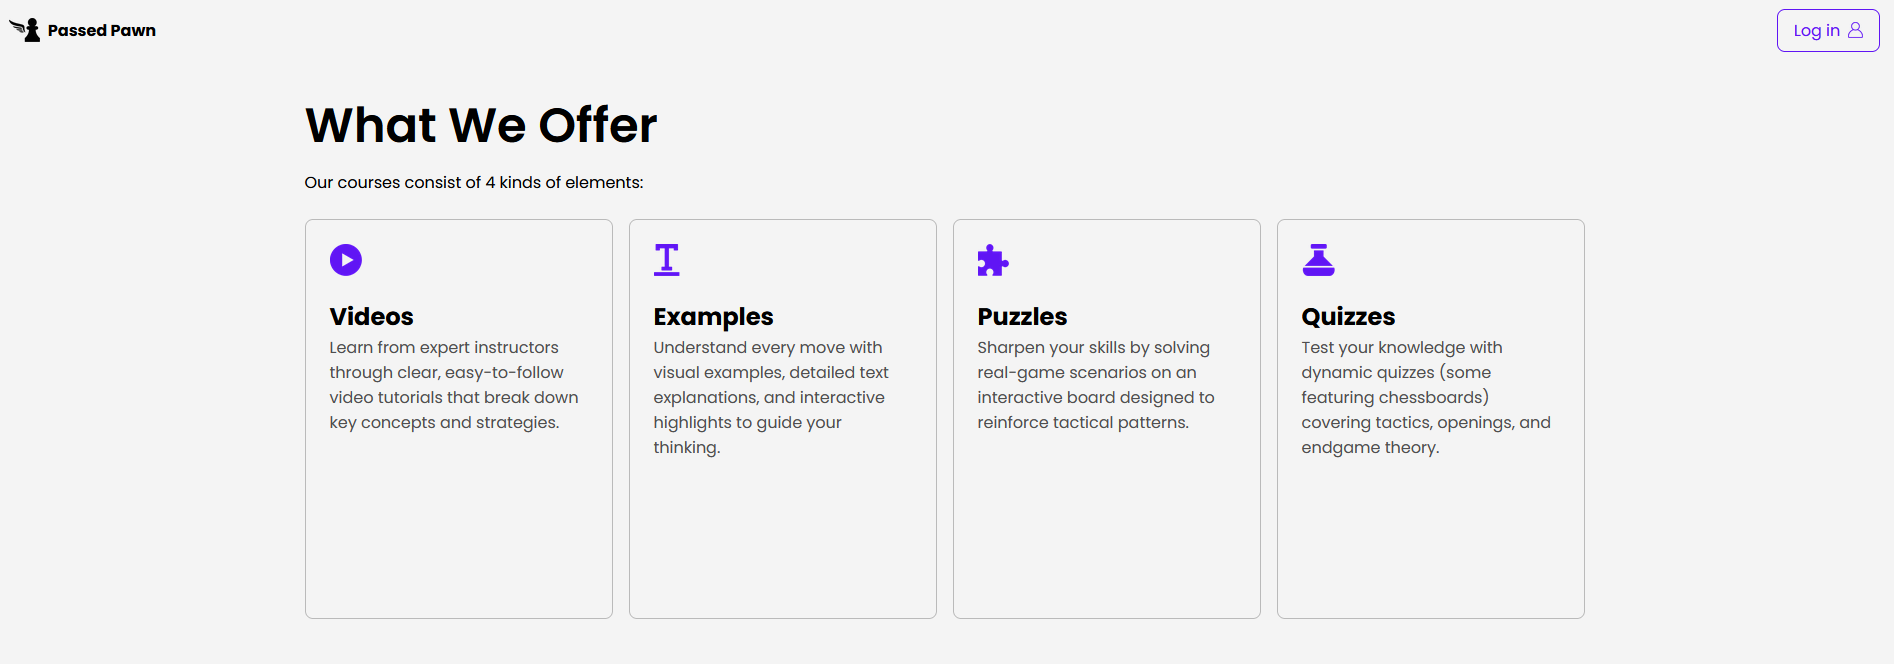 Passed Pawn
Log in
What We Offer
Our courses consist of 4 kinds of elements:
Videos
Learn from expert instructors
through clear, easy-to-follow
video tutorials that break down
key concepts and strategies.
Examples
Understand every move with
visual examples, detailed text
explanations, and interactive
highlights to guide your
thinking.
Puzzles
Sharpen your skills by solving
real-game scenarios on an
interactive board designed to
reinforce tactical patterns.
Quizzes
Test your knowledge with
dynamic quizzes (some
featuring chessboards)
covering tactics, openings, and
endgame theory.